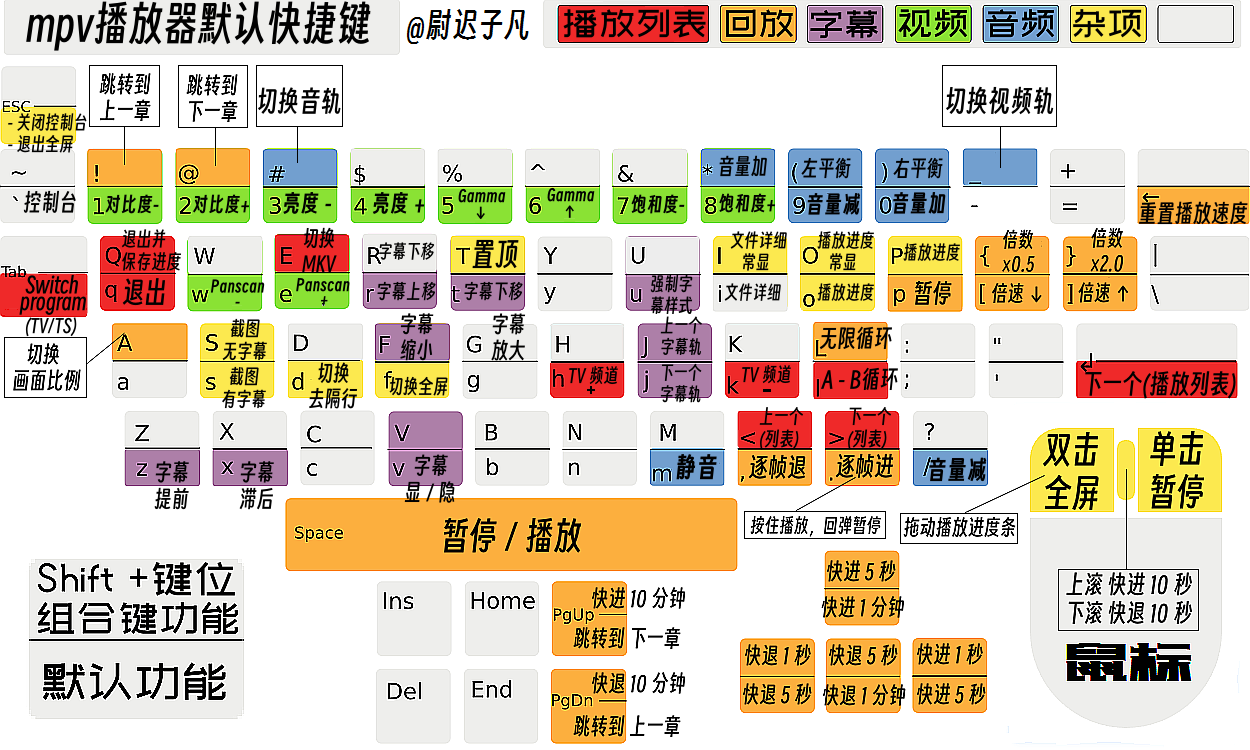 mpv播放器默认快捷键
@尉迟子凡
播放列表
回放
字幕
视频
音频
杂项
ESC
- 关闭控制台
- 退出全屏
跳转到
上一章
跳转到
下一章
切换音轨
切换视频轨
~
` 控制台
!
1对比度-
@
2对比度+
#
3亮度 -
$
4 亮度 +
%
5 Gamma
↓
^
6 Gamma
↑
&
7饱和度-
* 音量加
8饱和度+
( 左平衡
9音量减
) 右平衡
0音量加
_
-
+
=
←
重置播放速度
Tab
Switch
program
(TV/TS)
Q 退出并
保存进度
q 退出
W
w Panscan
-
E 切换
MKV
e Panscan
+
R字幕下移
r字幕上移
T置顶
t字幕下移
Y
y
U
u 强制字
幕样式
I 文件详细
常显
i文件详细
O 播放进度
常显
o播放进度
P播放进度
p 暂停
{ 倍数
x0.5
[ 倍速 ↓
} 倍数
x2.0
] 倍速 ↑
|
\
切换
画面比例
A
a
S 截图
无字幕
s 截图
有字幕
D
d 切换
去隔行
F 字幕
缩小
f切换全屏
G 字幕
放大
g
H
h TV 频道
+
J 上一个
字幕轨
j 下一个
字幕轨
K
k TV 频道
-
L无限循环
lA - B循环
:
;
"
'
↵
下一个(播放列表)
Z
z 字幕
提前
X
x 字幕
滞后
C
c
V
v 字幕
显 / 隐
B
b
N
n
M
m 静音
< 上一个
(列表)
, 逐帧退
> 下一个
(列表)
. 逐帧进
?
/音量减
双击
全屏
单击
暂停
按住播放，回弹暂停
拖动播放进度条
Space
暂停 / 播放
Shift +键位
组合键功能
默认功能
Ins
Home
PgUp
快进 10 分钟
跳转到 下一章
Del
End
PgDn
快退 10 分钟
跳转到 上一章
快进 5 秒
快进 1 分钟
快退 1 秒
快退 5 秒
快退 5 秒
快退 1 分钟
快进 1 秒
快进 5 秒
上滚 快进 10 秒
下滚 快退 10 秒
鼠标